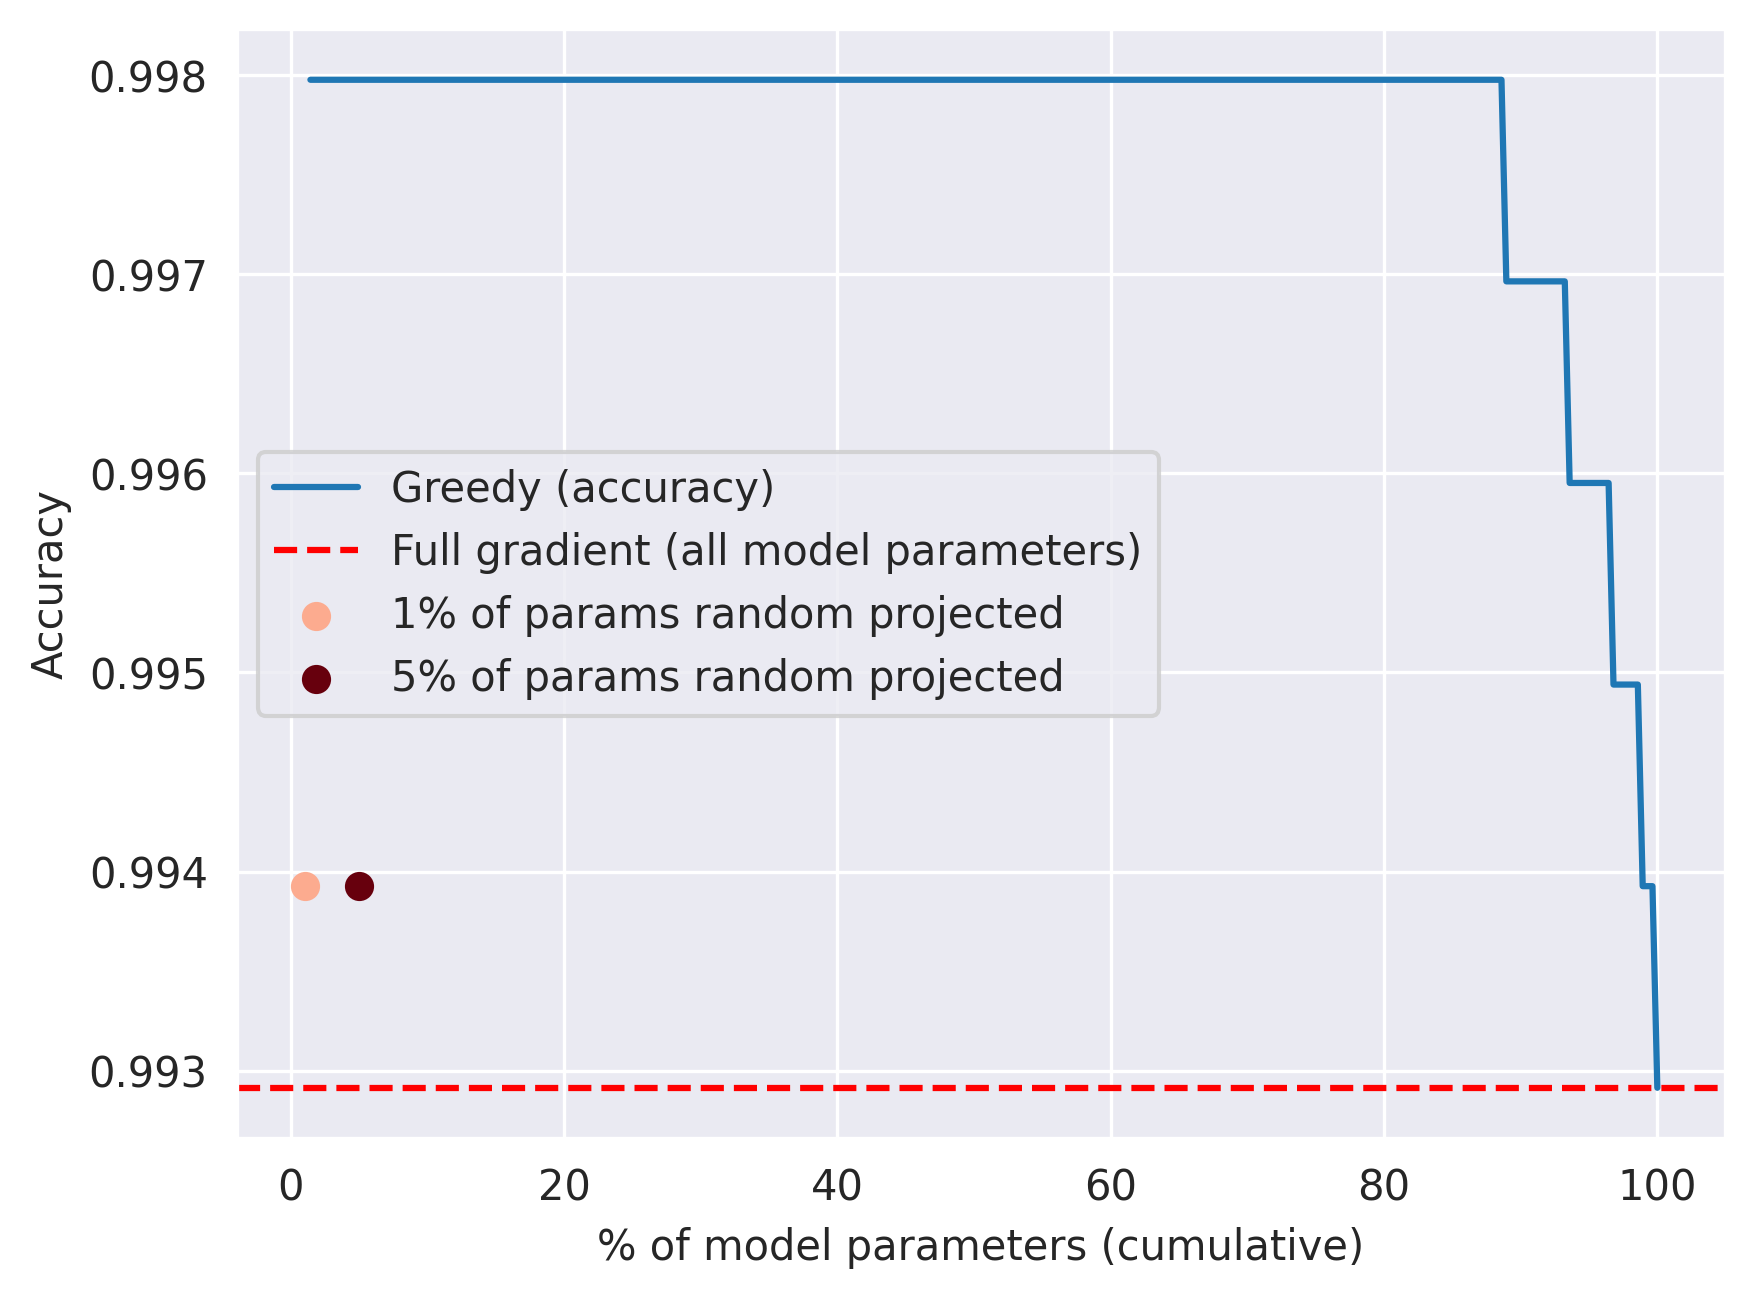 0.998
0.997
0.996
0.995
0.994
0.993
Accuracy
Greedy (accuracy)
Full gradient (all model parameters)
1% of params random projected
5% of params random projected
0 20 40 60 80 100
% of model parameters (cumulative)